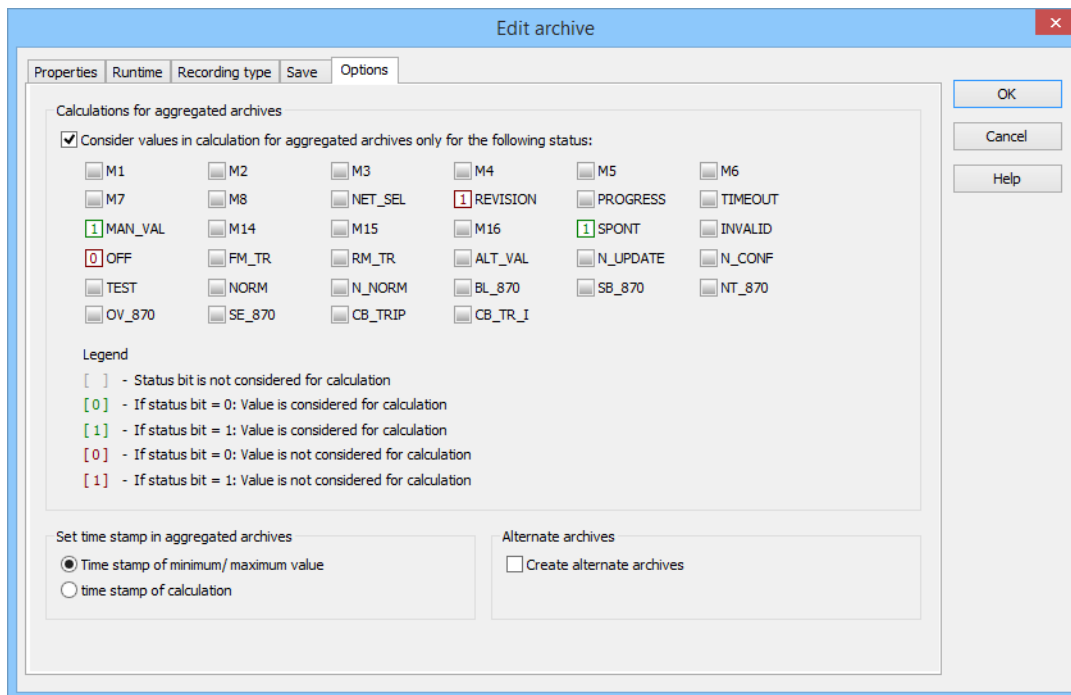 Edit archive
Properties Runtime Recording type Save Options
OK
Cancel
Help
Calculations for aggregated archives
Consider values in calculation for aggregated archives only for the following status:
M1 M2 M3 M4 M5 M6
M7 M8 NET_SEL 1 REVISION PROGRESS TIMEOUT
1 MAN_VAL M14 M15 M16 1 SPONT INVALID
0 OFF FM_TR RM_TR ALT_VAL N_UPDATE N_CONF
TEST NORM N_NORM BL_870 SB_870 NT_870
OV_870 SE_870 CB_TRIP CB_TR_I
Legend
[ ] - Status bit is not considered for calculation
[0] - If status bit = 0: Value is considered for calculation
[1] - If status bit = 1: Value is considered for calculation
[0] - If status bit = 0: Value is not considered for calculation
[1] - If status bit = 1: Value is not considered for calculation
Set time stamp in aggregated archives
Time stamp of minimum/ maximum value
time stamp of calculation
Alternate archives
Create alternate archives